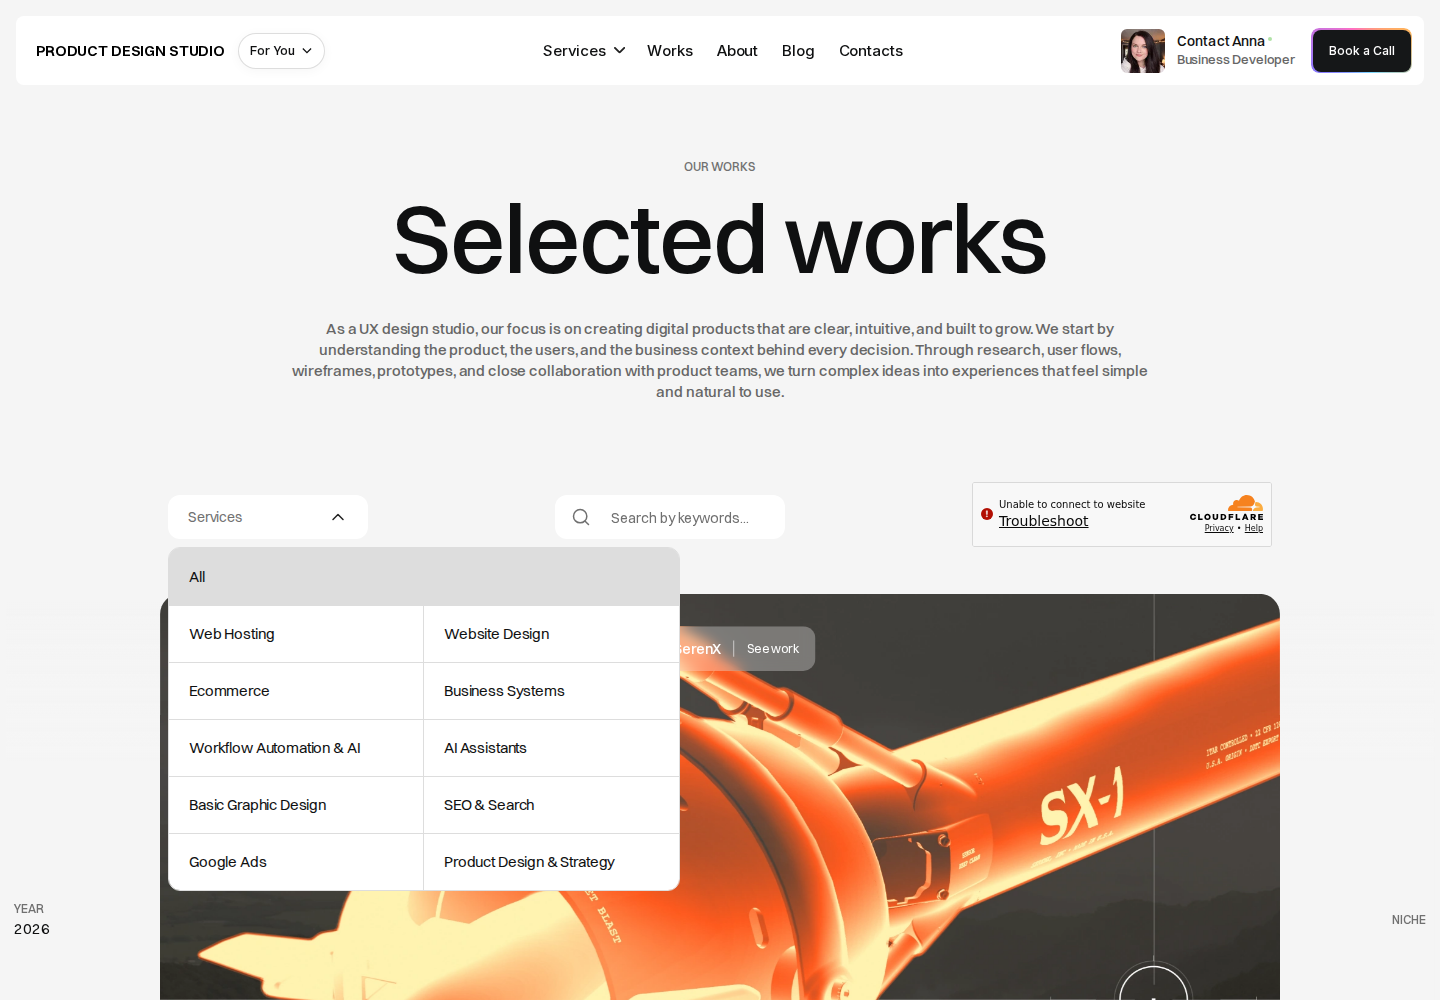 PRODUCT DESIGN STUDIO
For You
Services
Works
About
Blog
Contacts
Contact Anna
Business Developer
Book a Call
OUR WORKS
Selected works
As a UX design studio, our focus is on creating digital products that are clear, intuitive, and built to grow. We start by
understanding the product, the users, and the business context behind every decision. Through research, user flows,
wireframes, prototypes, and close collaboration with product teams, we turn complex ideas into experiences that feel simple
and natural to use.
Services
Search by keywords...
Unable to connect to website
Troubleshoot
CLOUDFLARE
Privacy • Help
All
Web Hosting
Website Design
Ecommerce
Business Systems
Workflow Automation & AI
AI Assistants
Basic Graphic Design
SEO & Search
Google Ads
Product Design & Strategy
SerenX
See work
SX-1
BLAST
YEAR
2026
NICHE